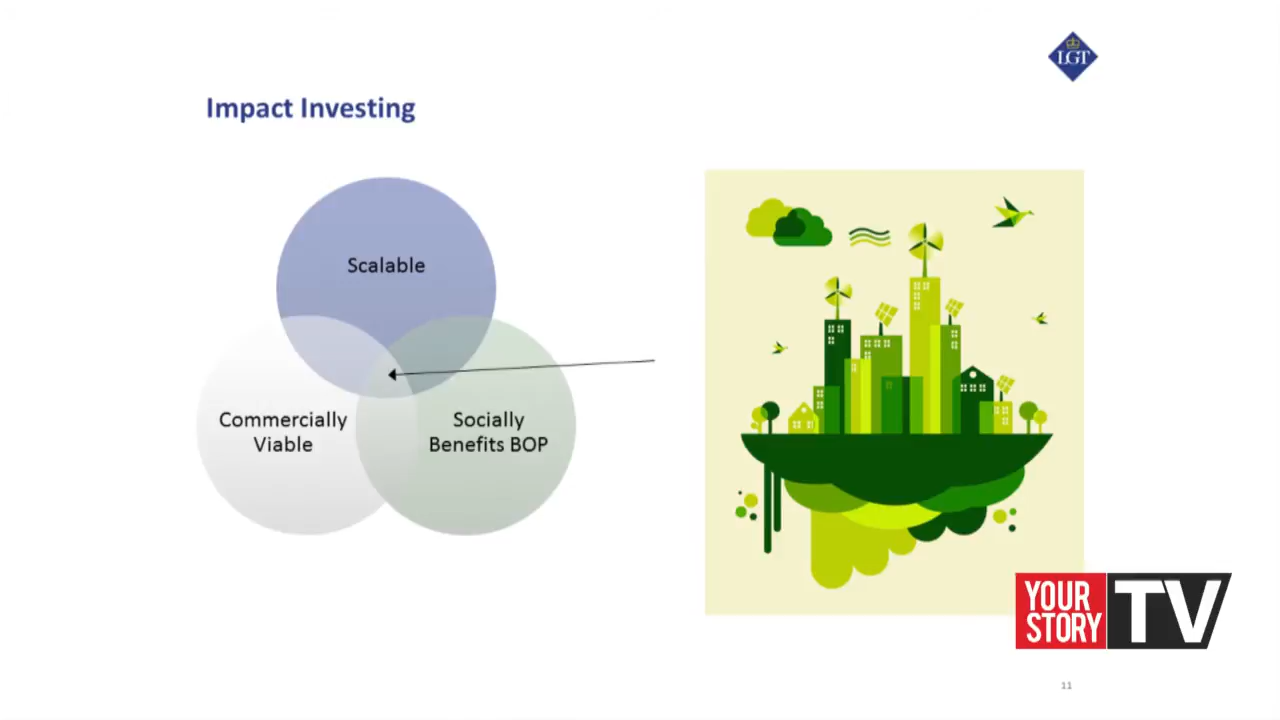 LGT
Impact Investing
Scalable
Commercially
Viable
Socially
Benefits BOP
YOUR
STORY
TV
11